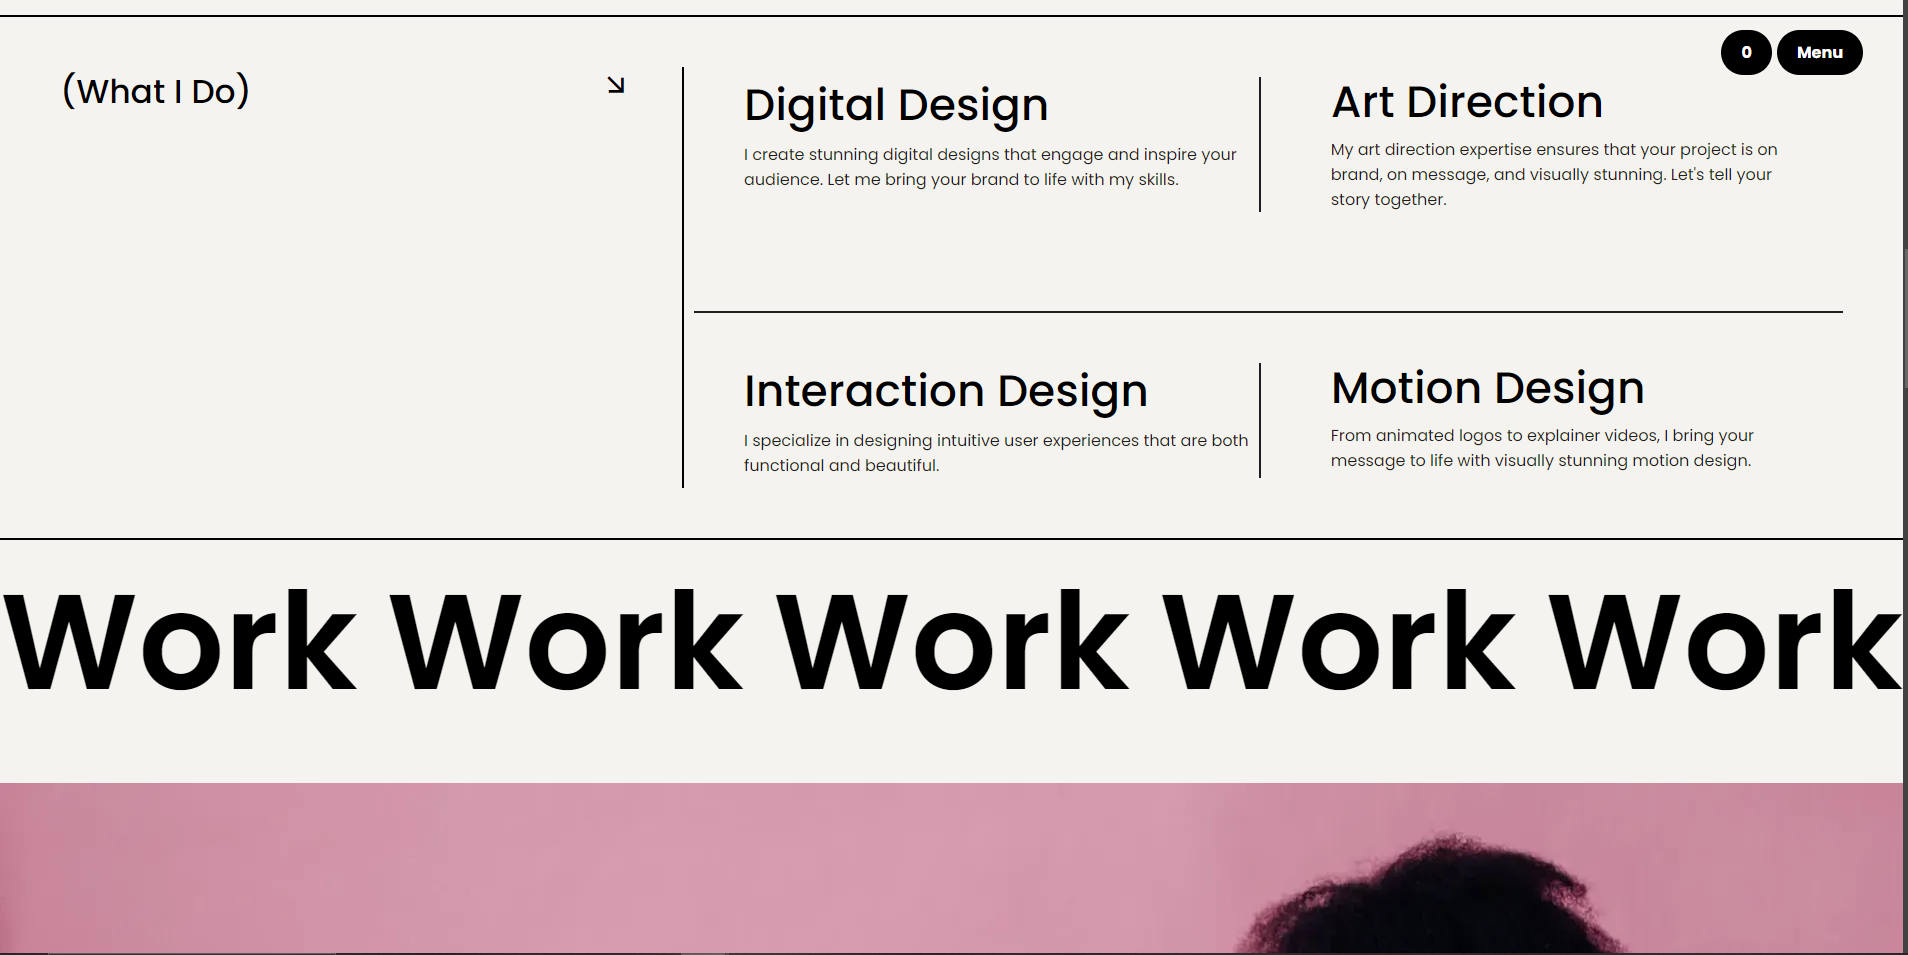 0
Menu
(What I Do)
Digital Design
I create stunning digital designs that engage and inspire your
audience. Let me bring your brand to life with my skills.
Art Direction
My art direction expertise ensures that your project is on
brand, on message, and visually stunning. Let's tell your
story together.
Interaction Design
I specialize in designing intuitive user experiences that are both
functional and beautiful.
Motion Design
From animated logos to explainer videos, I bring your
message to life with visually stunning motion design.
Work Work Work Work Work